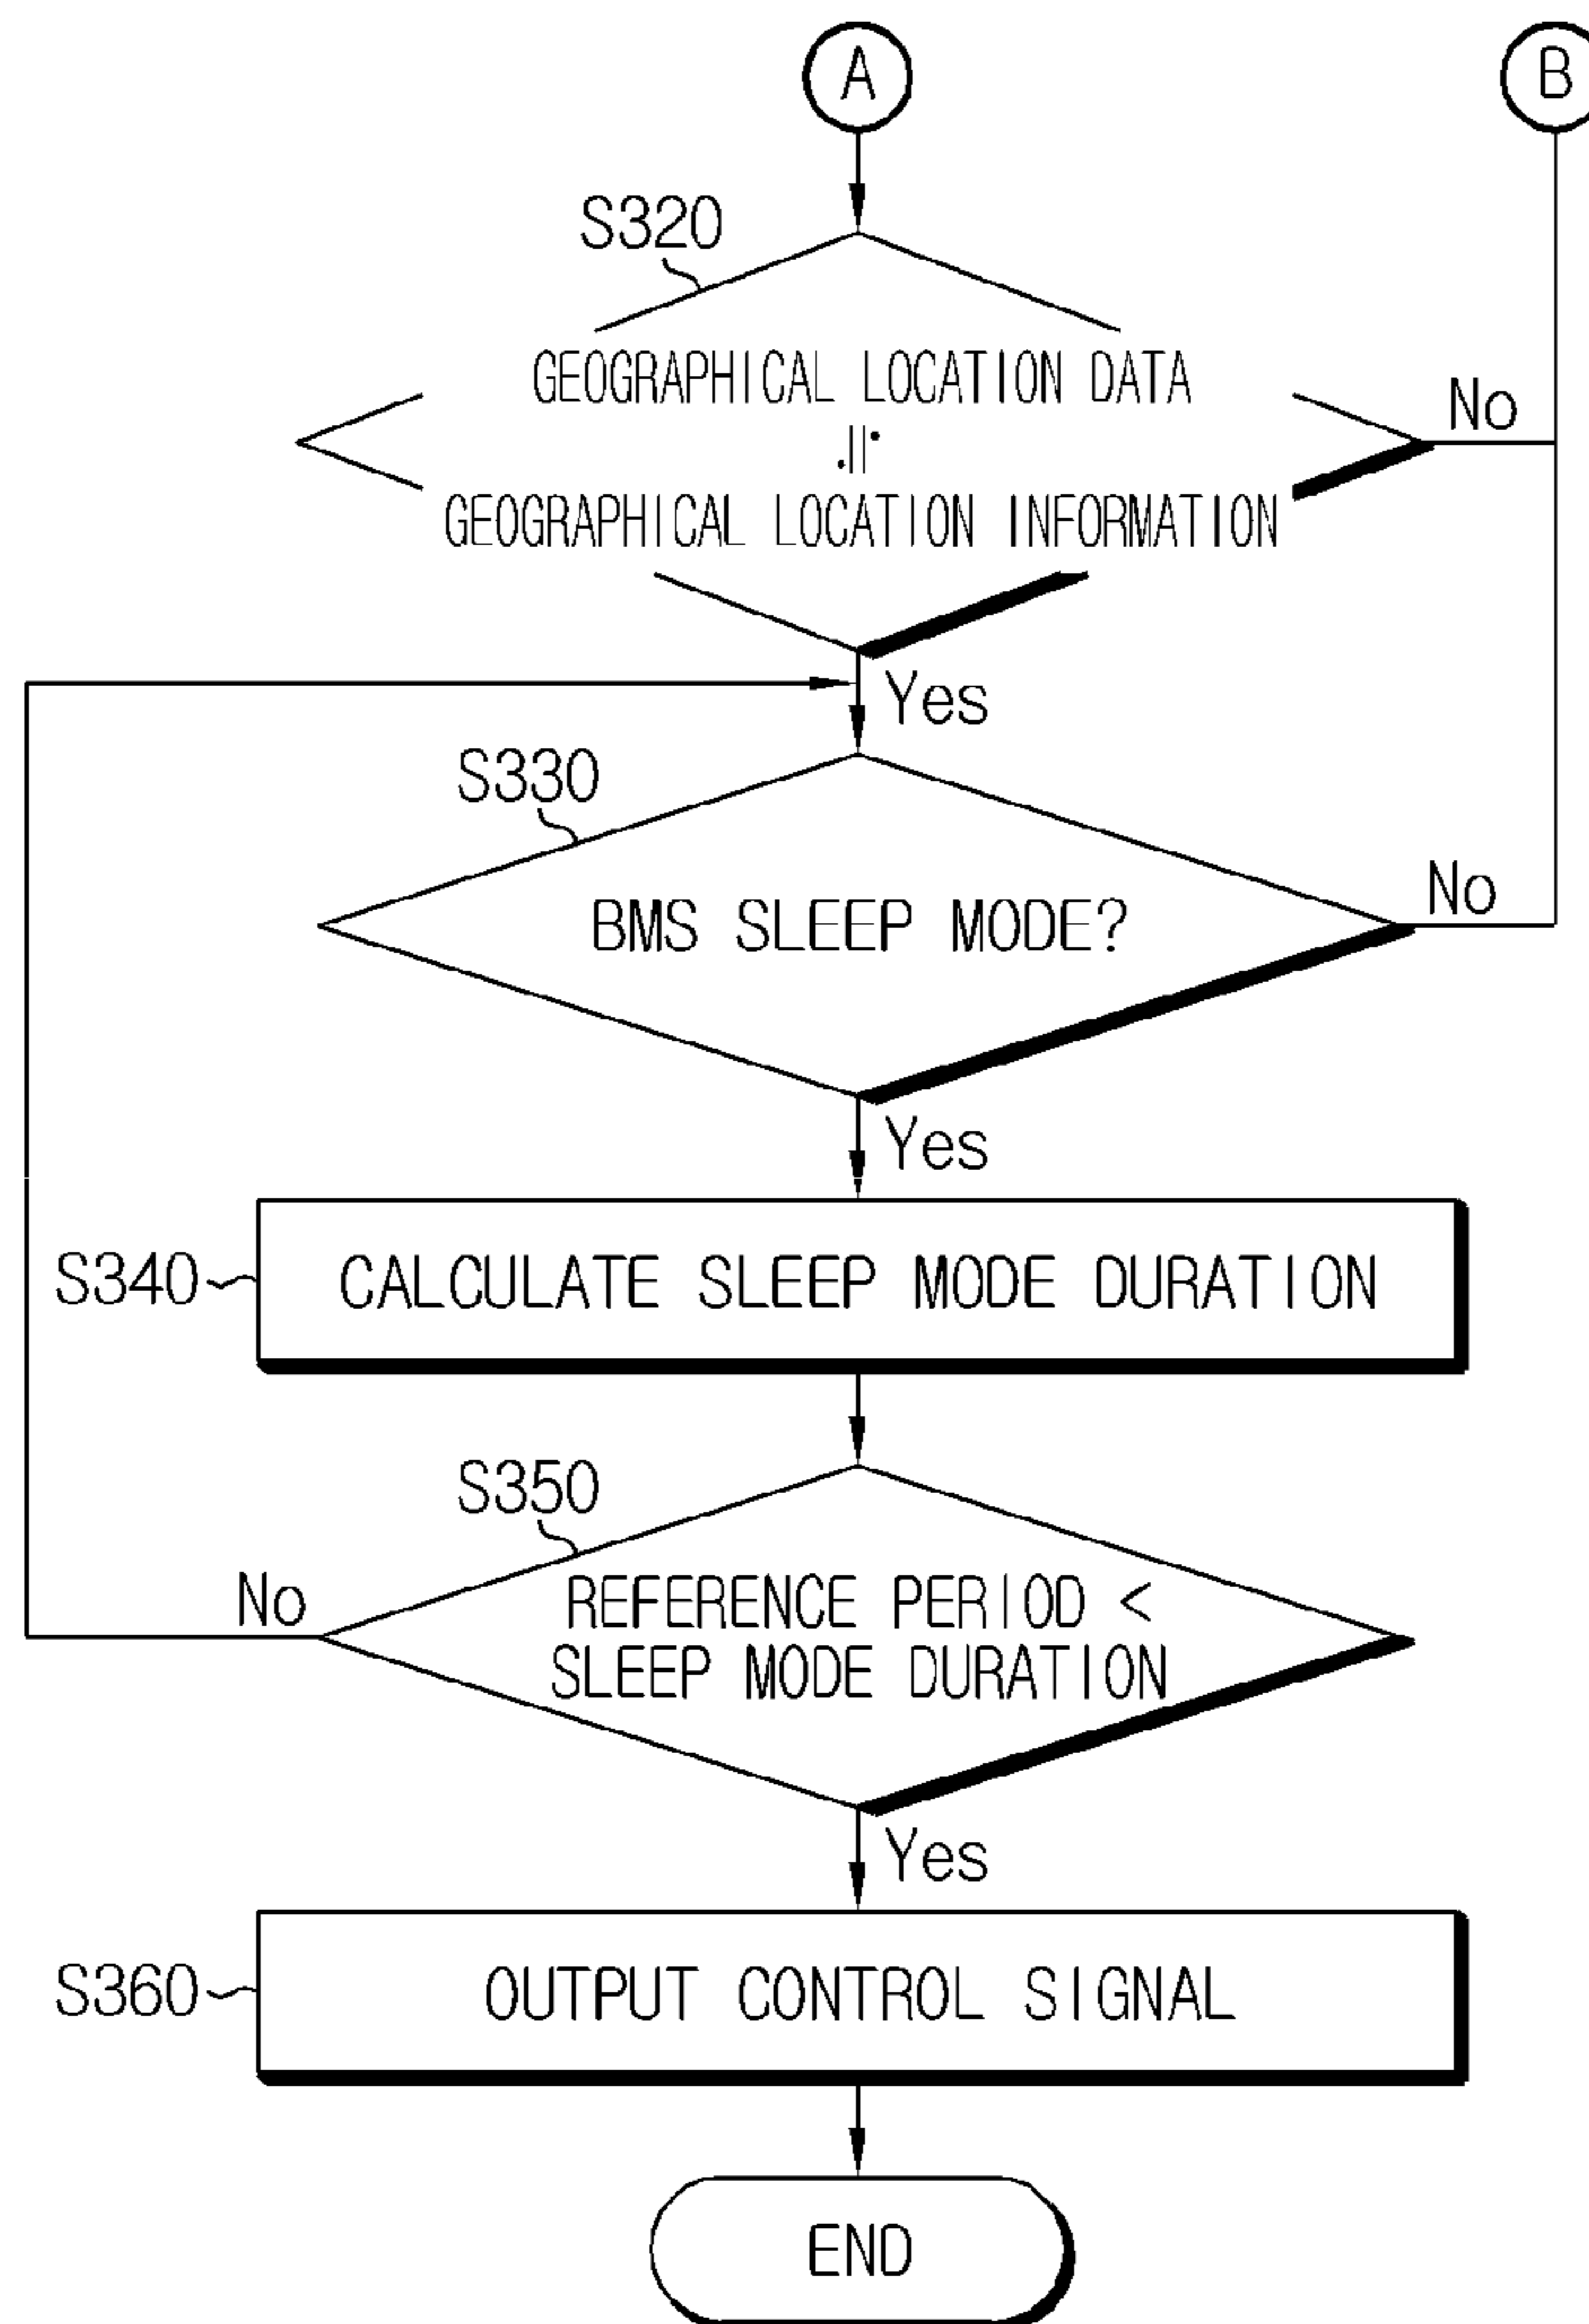 A
B
S320
GEOGRAPHICAL LOCATION DATA
≒
GEOGRAPHICAL LOCATION INFORMATION
No
Yes
S330
BMS SLEEP MODE?
No
Yes
S340
CALCULATE SLEEP MODE DURATION
S350
No
REFERENCE PERIOD <
SLEEP MODE DURATION
Yes
S360
OUTPUT CONTROL SIGNAL
END